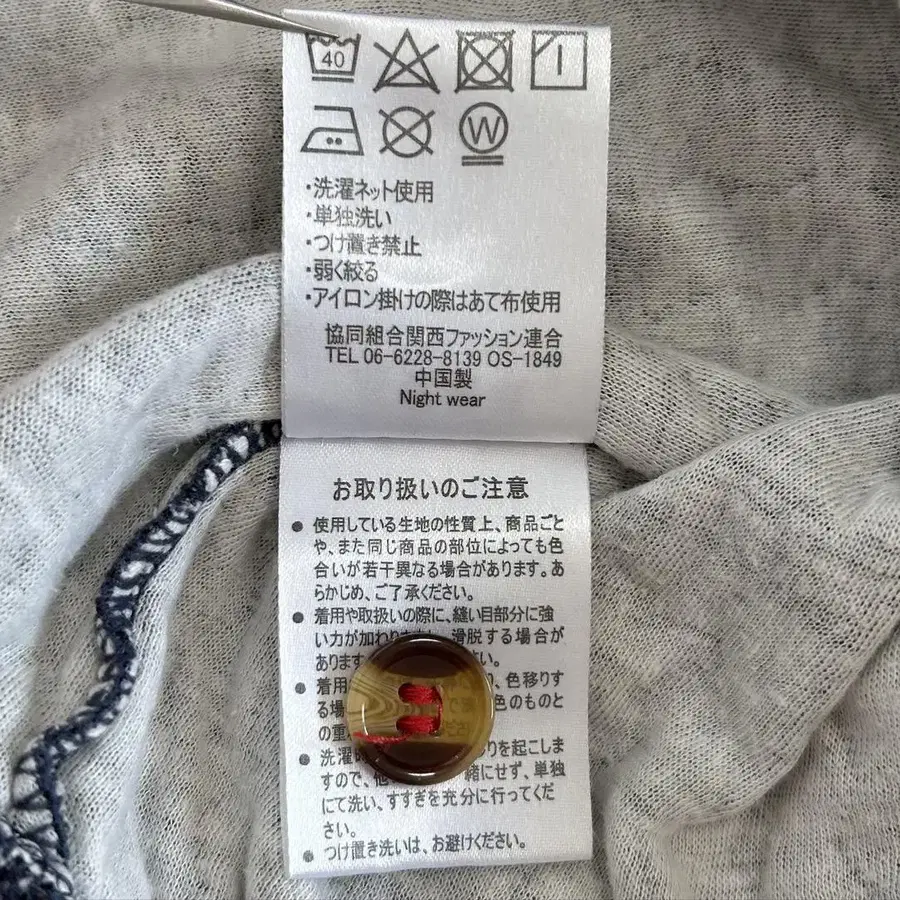 40
W
・洗濯ネット使用
・単独洗い
・つけ置き禁止
・弱く絞る
・アイロン掛けの際はあて布使用
協同組合関西ファッション連合
TEL 06-6228-8139 OS-1849
中国製
Night wear
お取り扱いのご注意
● 使用している生地の性質上、商品ごと
や、また同じ商品の部位によっても色
合いが若干異なる場合があります。あ
らかじめ、ご了承ください。
● 着用や取扱いの際に、縫い目部分に強
い力が加わりますと、滑脱する場合が
あります
● 着用 色移りす
る場 色のものと
の重
● 洗濯 りを起こしま
すので、他 緒にせず、単独
にて洗い、すすぎを充分に行ってくだ
さい。
● つけ置き洗いは、お避けください。